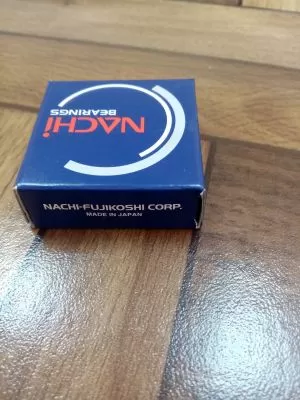 NACHi
BEARINGS
NACHI-FUJIKOSHI CORP.
MADE IN JAPAN